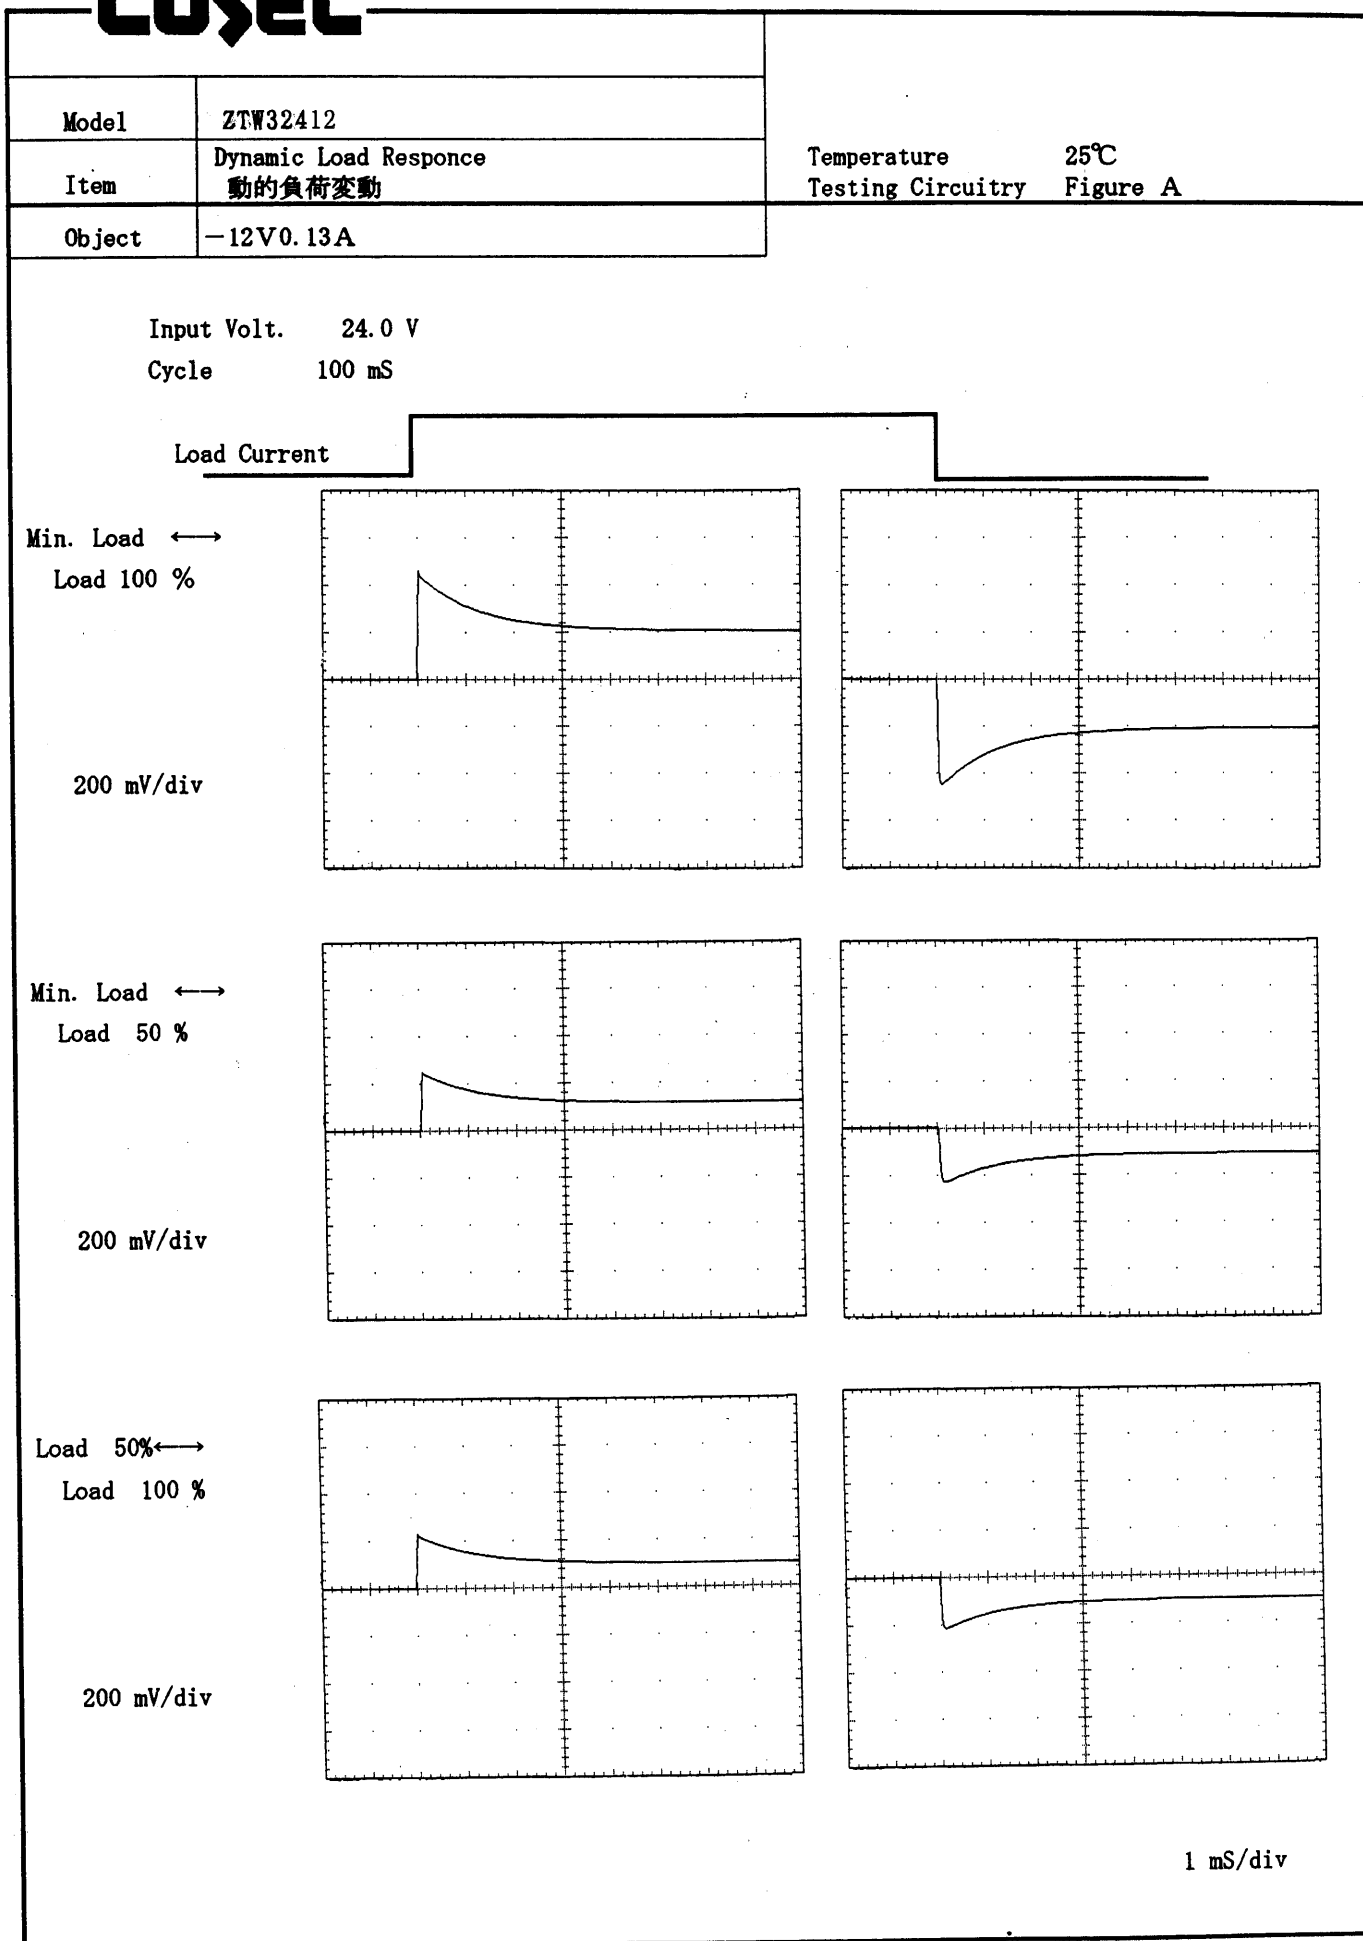 COSEL
Model ZTW32412
Item Dynamic Load Responce
動的負荷変動
Temperature 25℃
Testing Circuitry Figure A
Object −12V0.13A
Input Volt. 24.0 V
Cycle 100 mS
Load Current
Min. Load ←→
Load 100 %
200 mV/div
Min. Load ←→
Load 50 %
200 mV/div
Load 50%←→
Load 100 %
200 mV/div
1 mS/div